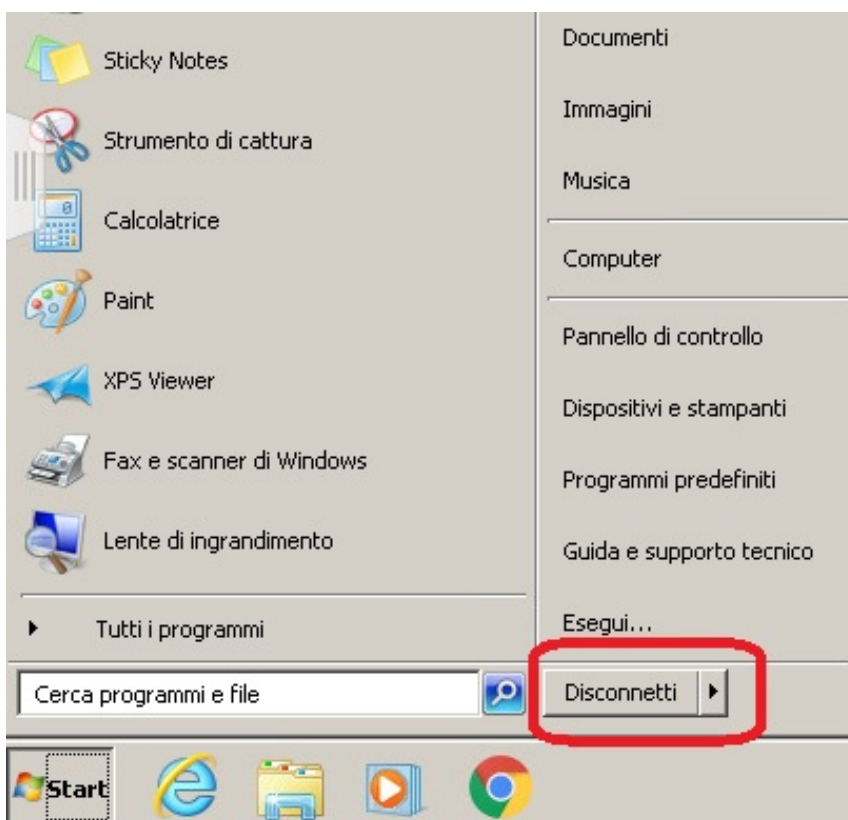 Sticky Notes
Strumento di cattura
Calcolatrice
Paint
XPS Viewer
Fax e scanner di Windows
Lente di ingrandimento
Tutti i programmi
Cerca programmi e file
Documenti
Immagini
Musica
Computer
Pannello di controllo
Dispositivi e stampanti
Programmi predefiniti
Guida e supporto tecnico
Esegui...
Disconnetti
Start